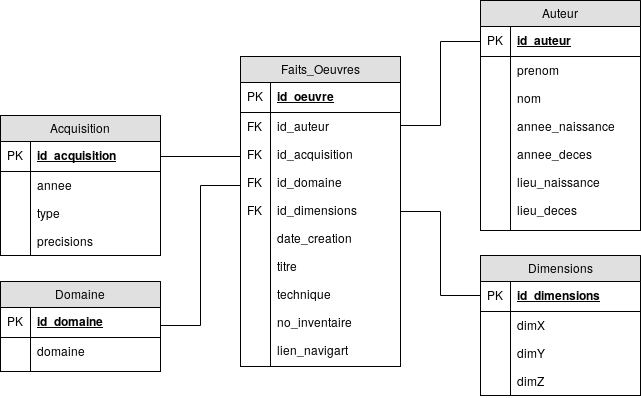 Acquisition
PK id_acquisition
annee
type
precisions
Domaine
PK id_domaine
domaine
Faits_Oeuvres
PK id_oeuvre
FK id_auteur
FK id_acquisition
FK id_domaine
FK id_dimensions
date_creation
titre
technique
no_inventaire
lien_navigart
Auteur
PK id_auteur
prenom
nom
annee_naissance
annee_deces
lieu_naissance
lieu_deces
Dimensions
PK id_dimensions
dimX
dimY
dimZ